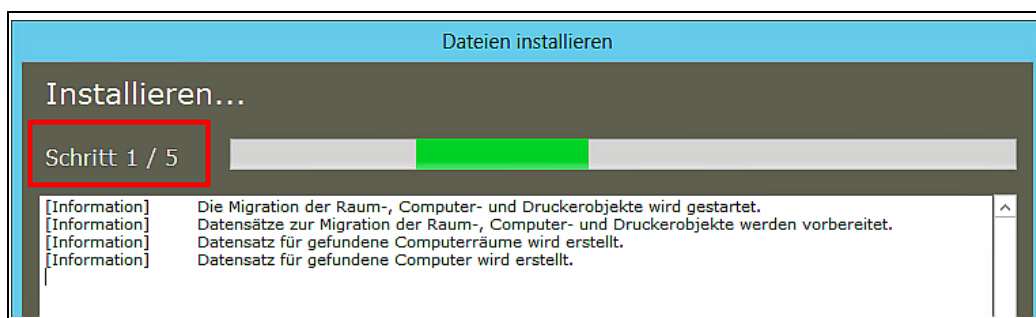 Dateien installieren
Installieren...
Schritt 1 / 5
[Information] Die Migration der Raum-, Computer- und Druckerobjekte wird gestartet.
[Information] Datensätze zur Migration der Raum-, Computer- und Druckerobjekte werden vorbereitet.
[Information] Datensatz für gefundene Computerräume wird erstellt.
[Information] Datensatz für gefundene Computer wird erstellt.